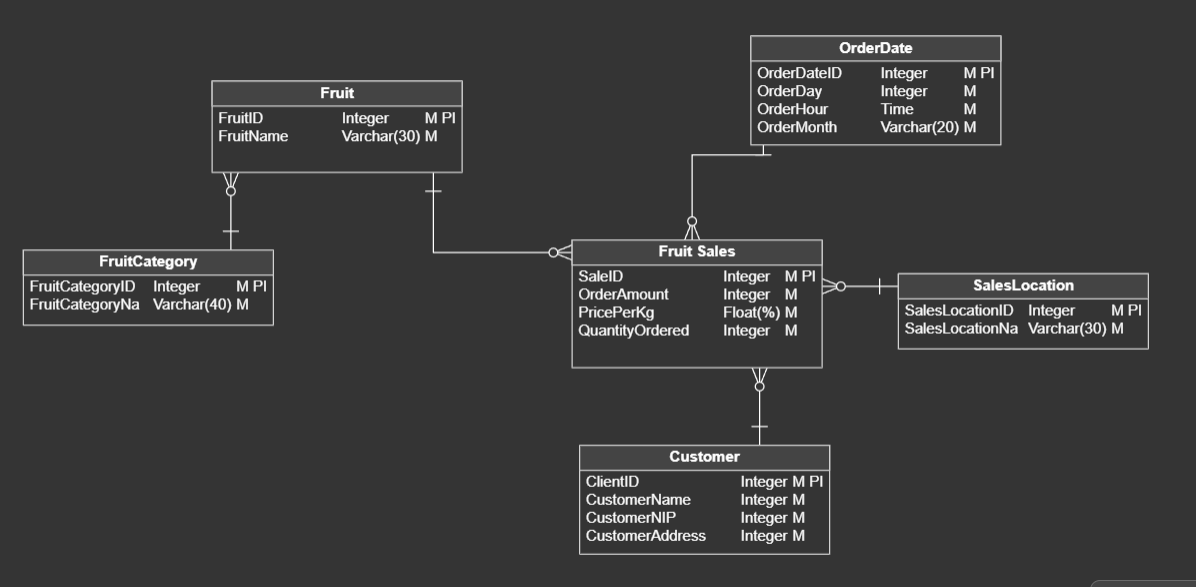 OrderDate
OrderDateID Integer M PI
OrderDay Integer M
OrderHour Time M
OrderMonth Varchar(20) M
Fruit
FruitID Integer M PI
FruitName Varchar(30) M
FruitCategory
FruitCategoryID Integer M PI
FruitCategoryNa Varchar(40) M
Fruit Sales
SaleID Integer M PI
OrderAmount Integer M
PricePerKg Float(%) M
QuantityOrdered Integer M
SalesLocation
SalesLocationID Integer M PI
SalesLocationNa Varchar(30) M
Customer
ClientID Integer M PI
CustomerName Integer M
CustomerNIP Integer M
CustomerAddress Integer M